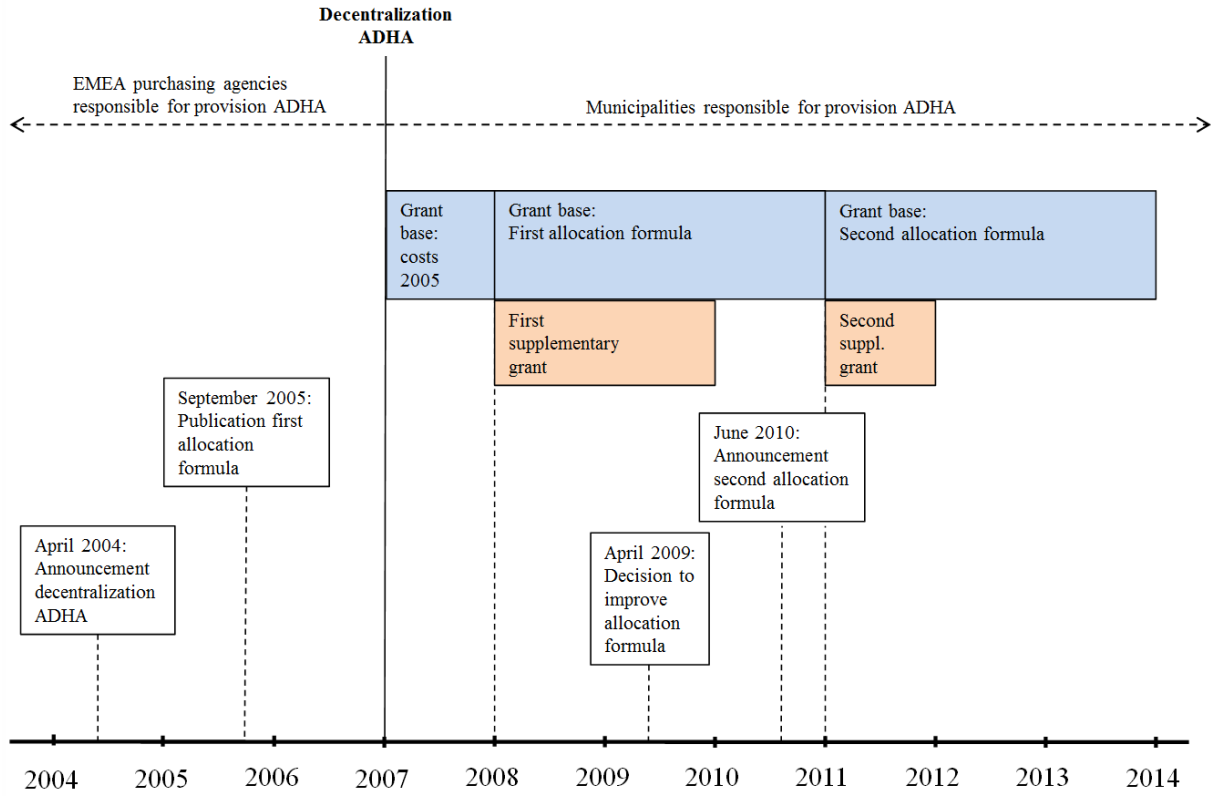 Decentralization
ADHA
EMEA purchasing agencies
responsible for provision ADHA
Municipalities responsible for provision ADHA
Grant
base:
costs
2005
Grant base:
First allocation formula
Grant base:
Second allocation formula
First
supplementary
grant
Second
suppl.
grant
September 2005:
Publication first
allocation
formula
June 2010:
Announcement
second allocation
formula
April 2004:
Announcement
decentralization
ADHA
April 2009:
Decision to
improve
allocation
formula
2004 2005 2006 2007 2008 2009 2010 2011 2012 2013 2014